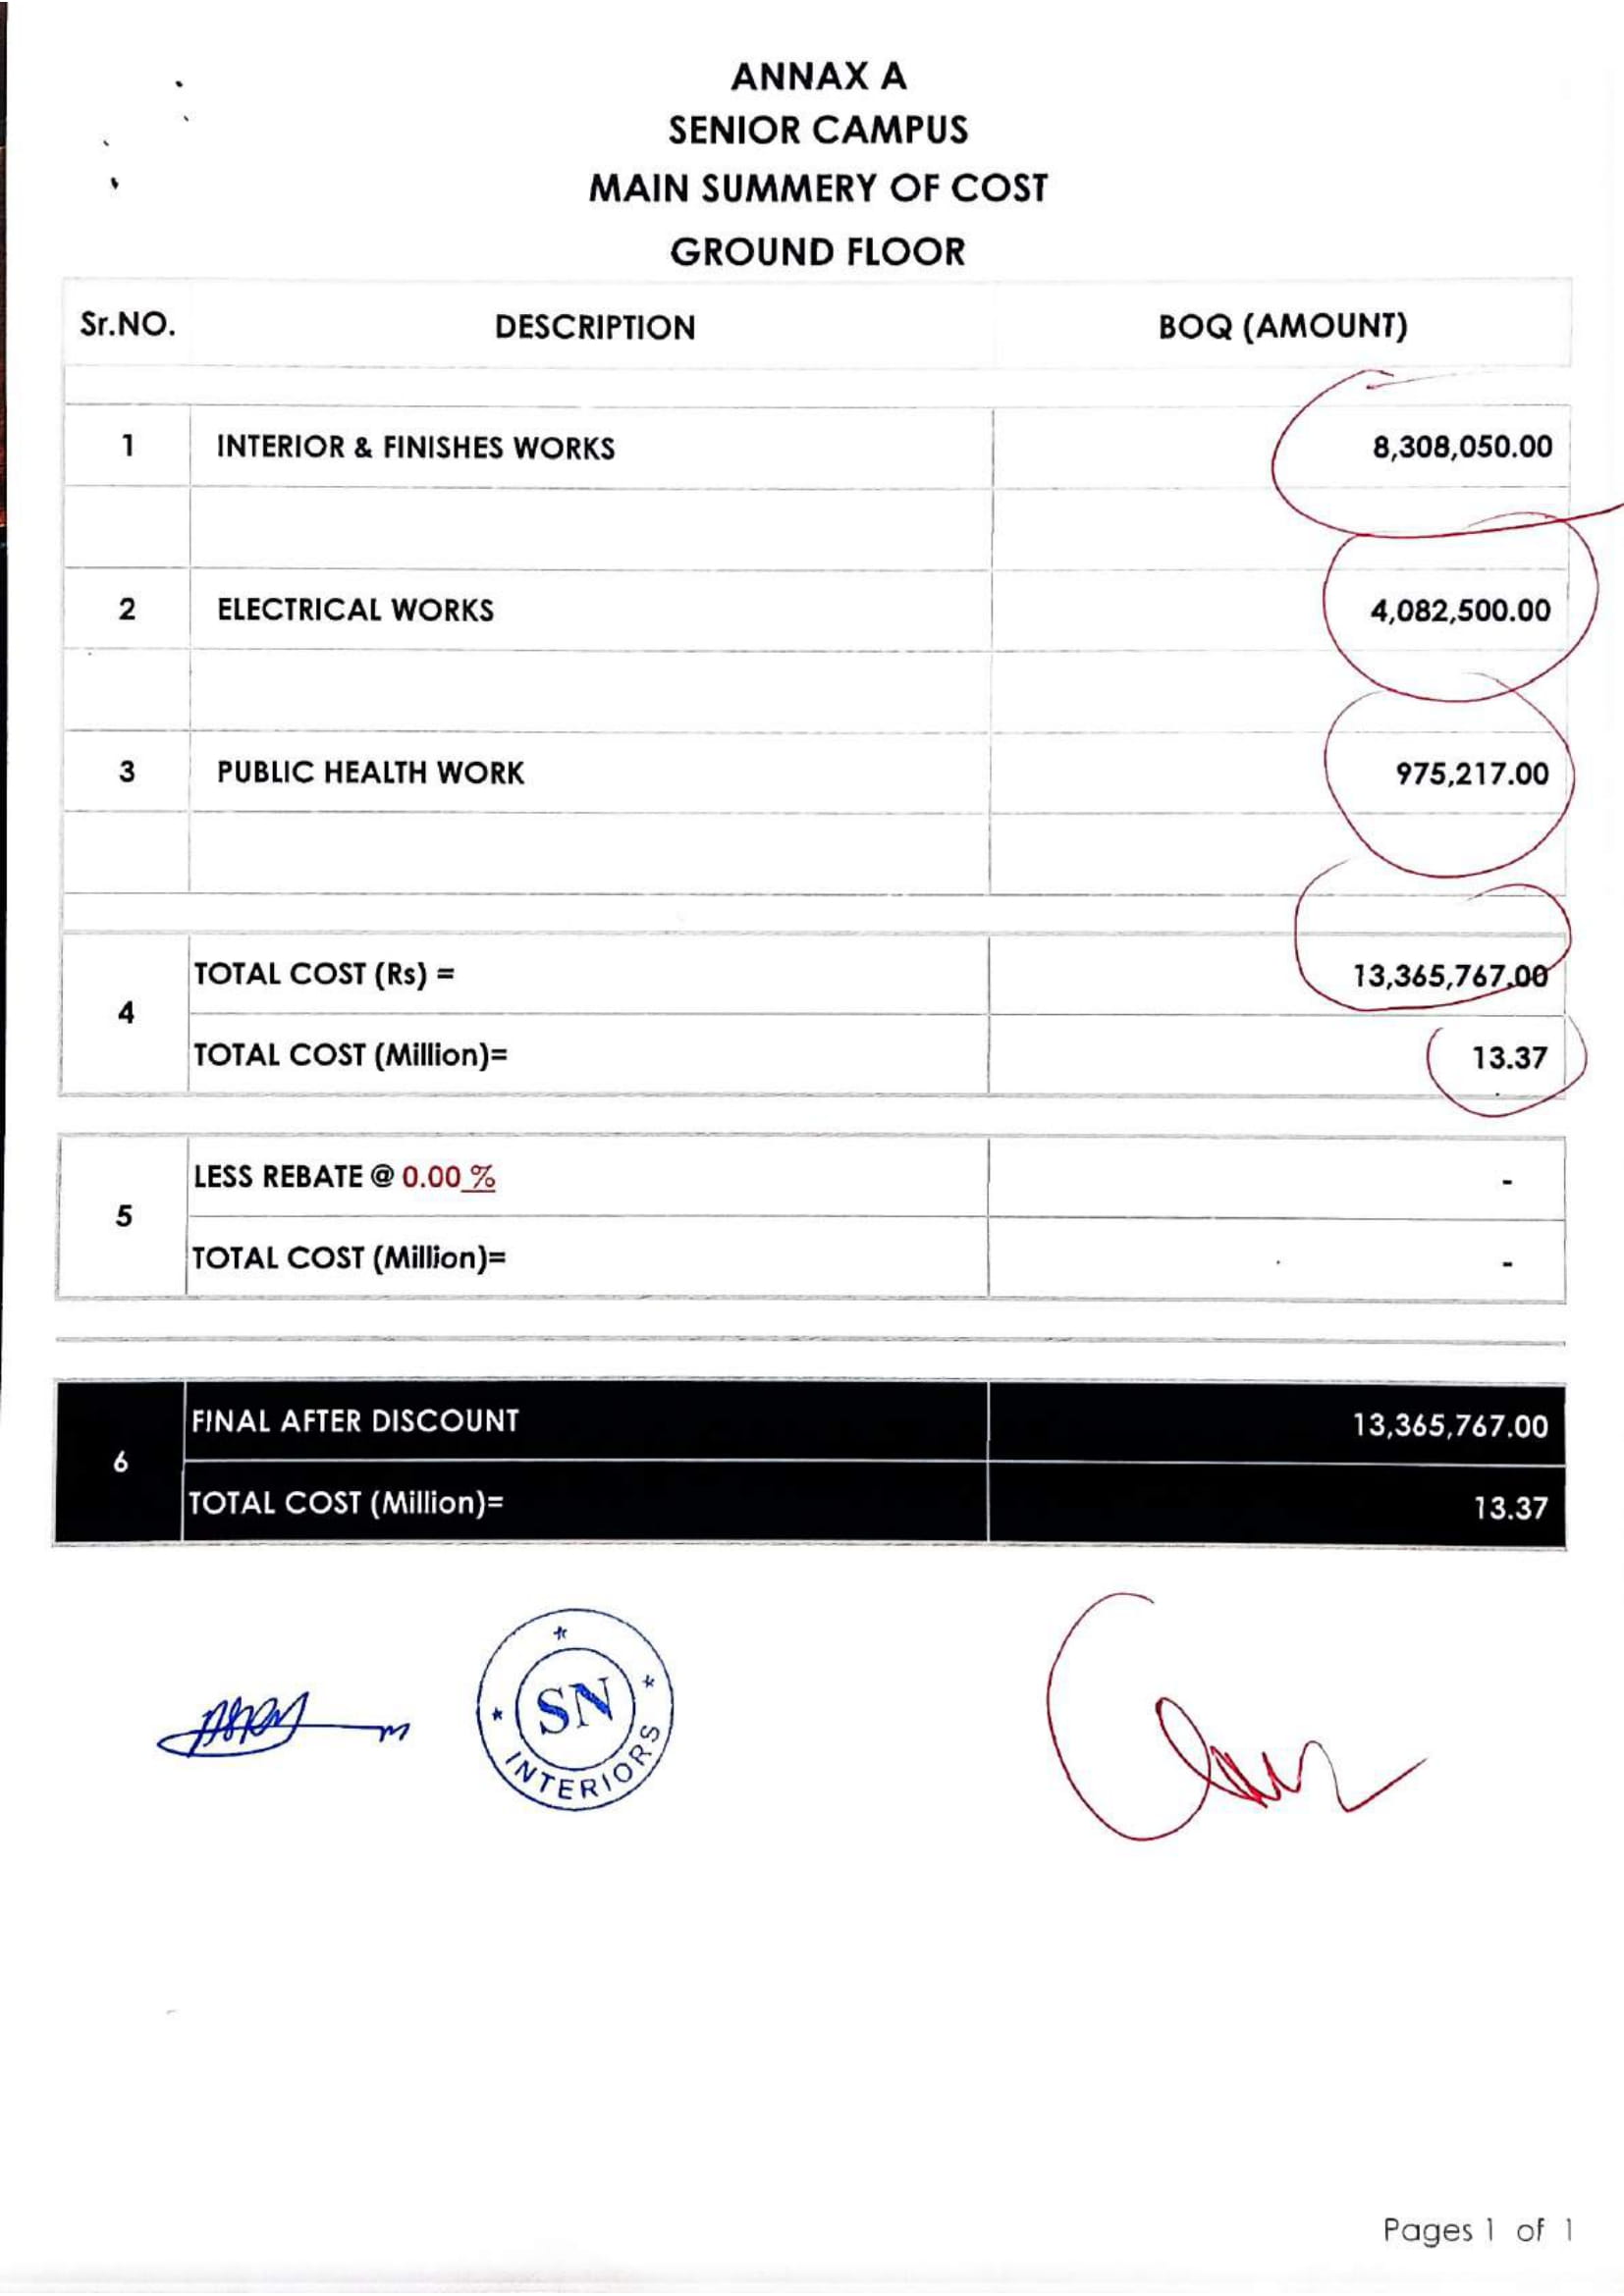 ANNAX A
SENIOR CAMPUS
MAIN SUMMERY OF COST
GROUND FLOOR
Sr.NO. DESCRIPTION BOQ (AMOUNT)
1 INTERIOR & FINISHES WORKS 8,308,050.00
2 ELECTRICAL WORKS 4,082,500.00
3 PUBLIC HEALTH WORK 975,217.00
4
TOTAL COST (Rs) = 13,365,767.00
TOTAL COST (Million)= 13.37
5
LESS REBATE @ 0.00 % -
TOTAL COST (Million)= -
6
FINAL AFTER DISCOUNT 13,365,767.00
TOTAL COST (Million)= 13.37
SN
INTERIORS
Pages 1 of 1